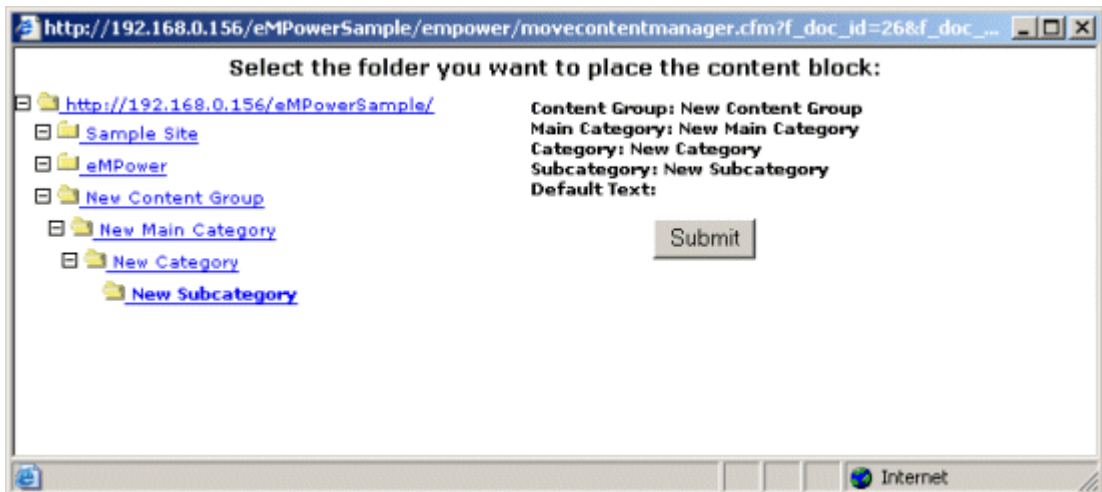 http://192.168.0.156/eMPowerSample/empower/movecontentmanager.cfm?f_doc_id=26&f_doc_...
Select the folder you want to place the content block:
http://192.168.0.156/eMPowerSample/
Sample Site
eMPower
New Content Group
New Main Category
New Category
New Subcategory
Content Group: New Content Group
Main Category: New Main Category
Category: New Category
Subcategory: New Subcategory
Default Text:
Submit
Internet